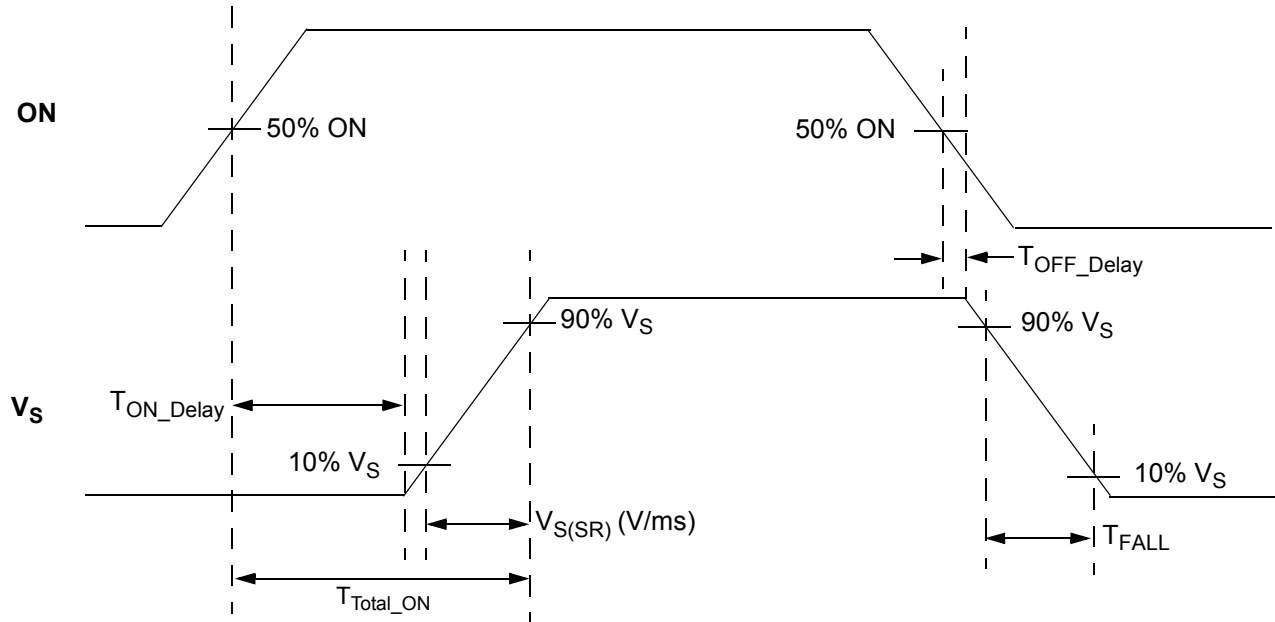 ON
50% ON
50% ON
T_OFF_Delay
90% V_S
90% V_S
V_S
T_ON_Delay
10% V_S
10% V_S
V_S(SR) (V/ms)
T_FALL
T_Total_ON